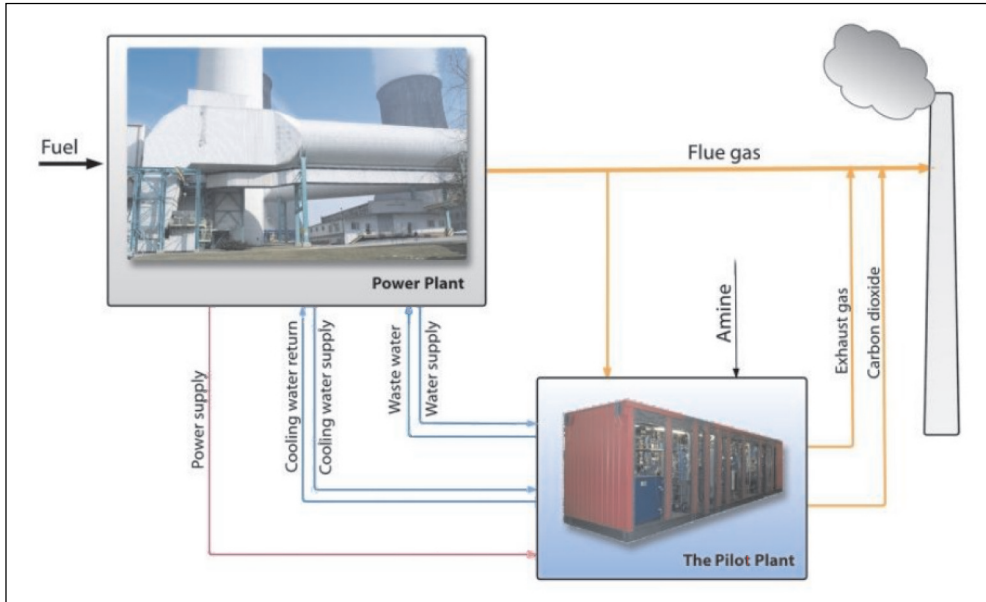 Fuel
Flue gas
Power Plant
Power supply
Cooling water return
Cooling water supply
Waste water
Water supply
Amine
Exhaust gas
Carbon dioxide
The Pilot Plant